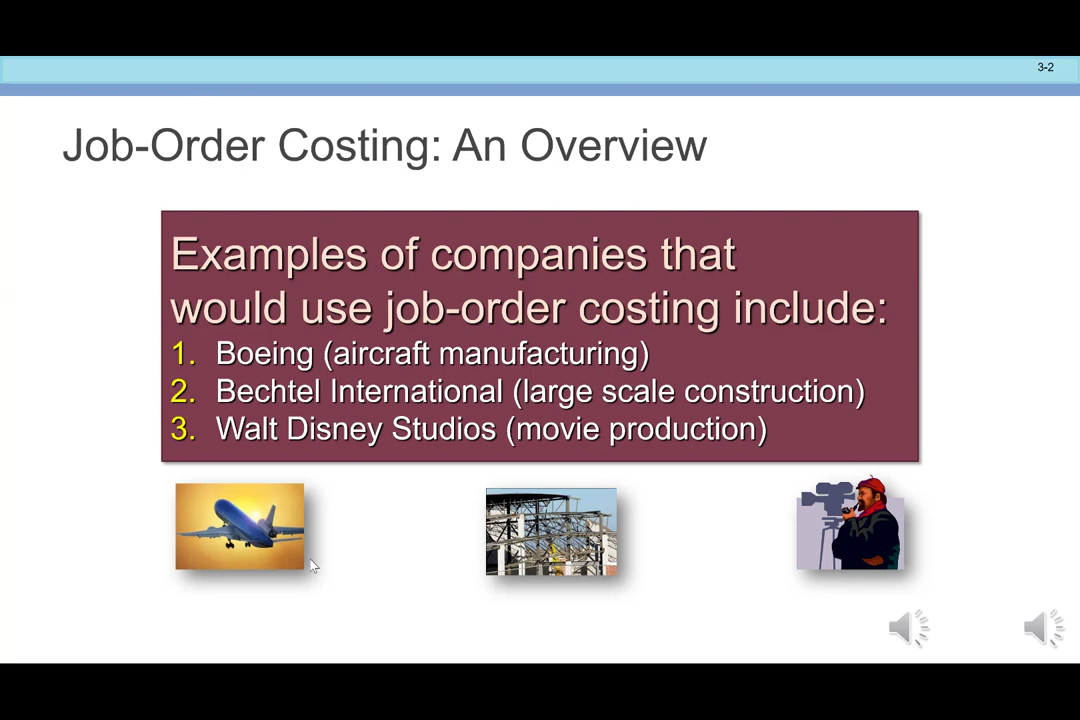 3-2
Job-Order Costing: An Overview
Examples of companies that
would use job-order costing include:
1. Boeing (aircraft manufacturing)
2. Bechtel International (large scale construction)
3. Walt Disney Studios (movie production)